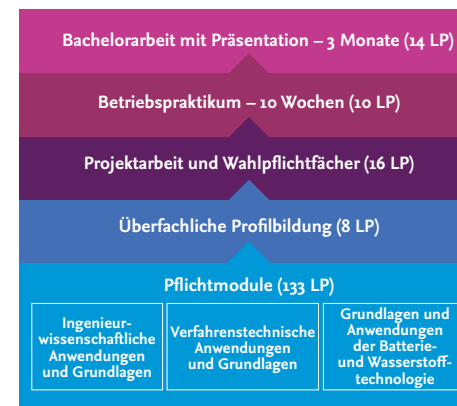 Bachelorarbeit mit Präsentation – 3 Monate (14 LP)
Betriebspraktikum – 10 Wochen (10 LP)
Projektarbeit und Wahlpflichtfächer (16 LP)
Überfachliche Profilbildung (8 LP)
Pflichtmodule (133 LP)
Ingenieur-
wissenschaftliche
Anwendungen
und Grundlagen
Verfahrenstechnische
Anwendungen
und Grundlagen
Grundlagen und
Anwendungen
der Batterie-
und Wasserstoff-
technologie